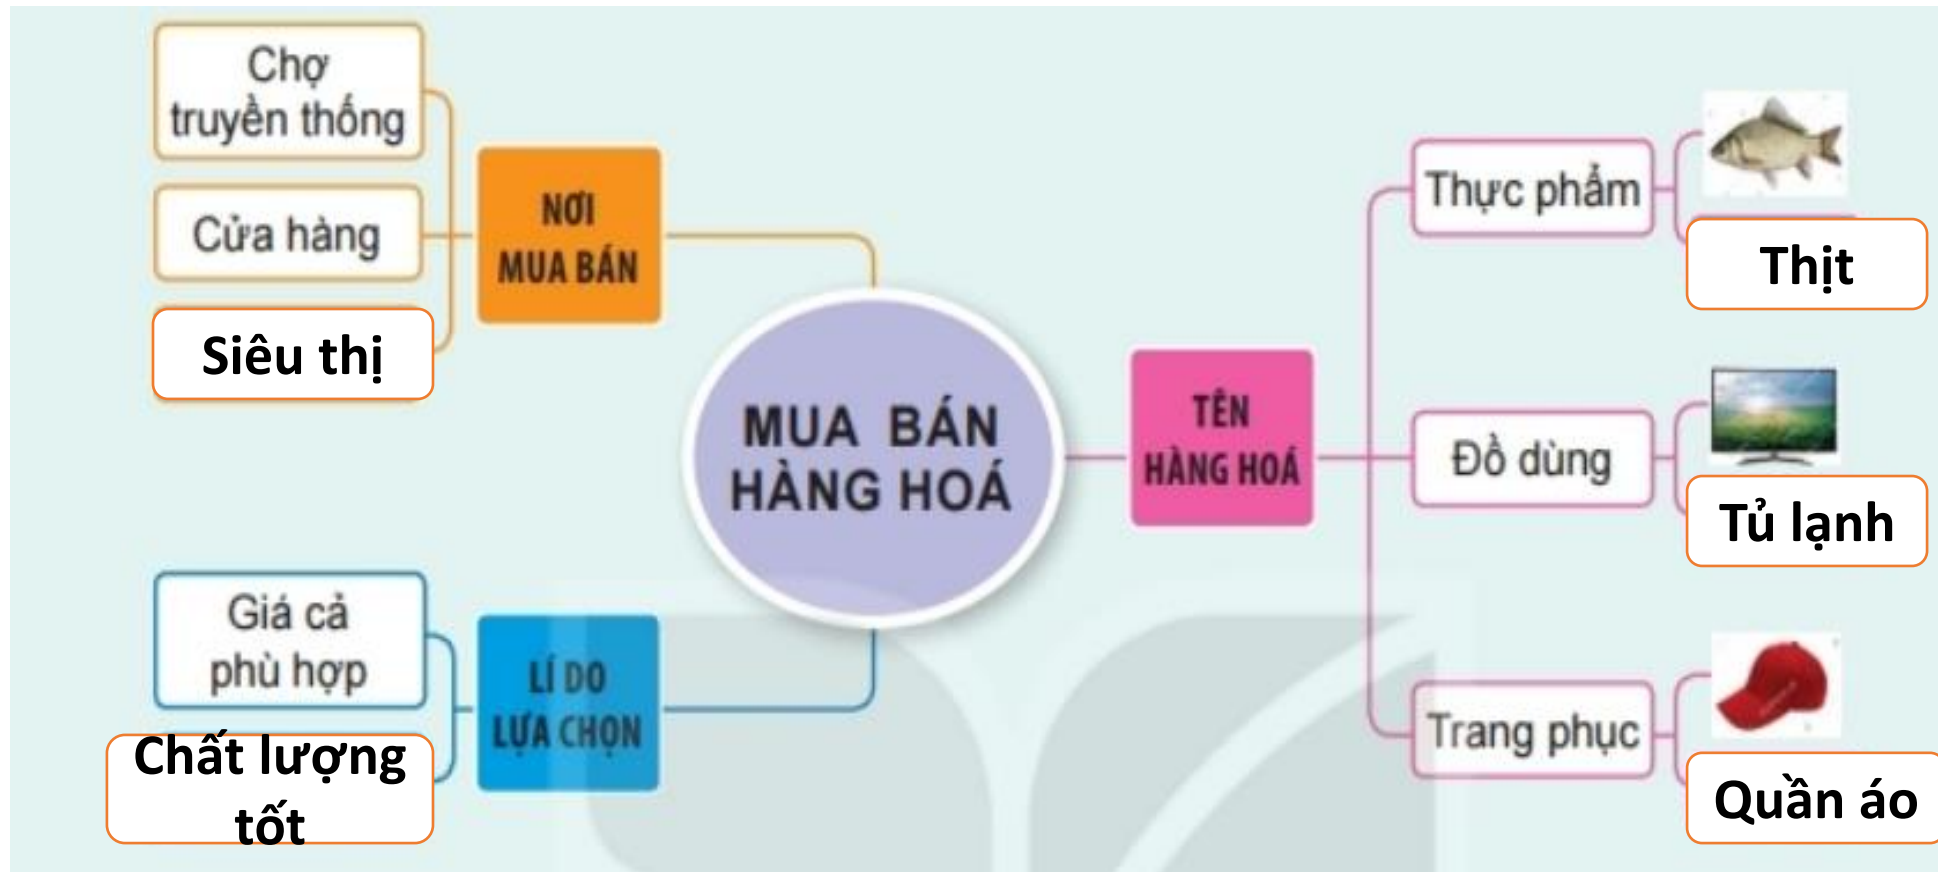 Chợ
truyền thống
Cửa hàng
Siêu thị
NƠI
MUA BÁN
MUA BÁN
HÀNG HOÁ
Giá cả
phù hợp
Chất lượng
tốt
LÍ DO
LỰA CHỌN
TÊN
HÀNG HOÁ
Thực phẩm
Thịt
Đồ dùng
Tủ lạnh
Trang phục
Quần áo